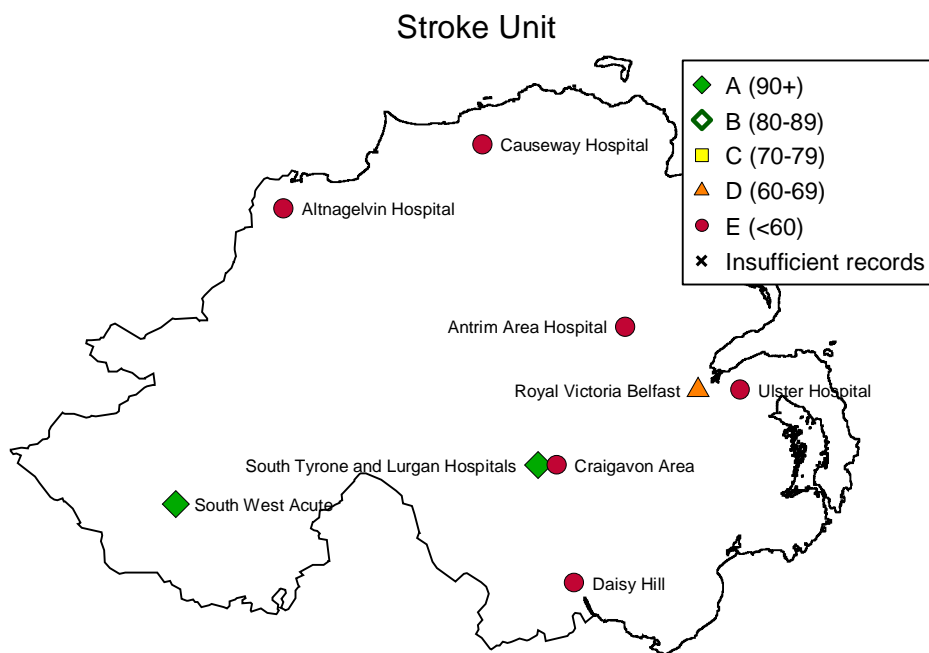 Stroke Unit
A (90+)
B (80-89)
C (70-79)
D (60-69)
E (<60)
Insufficient records
Causeway Hospital
Altnagelvin Hospital
Antrim Area Hospital
Royal Victoria Belfast
Ulster Hospital
South Tyrone and Lurgan Hospitals
Craigavon Area
South West Acute
Daisy Hill